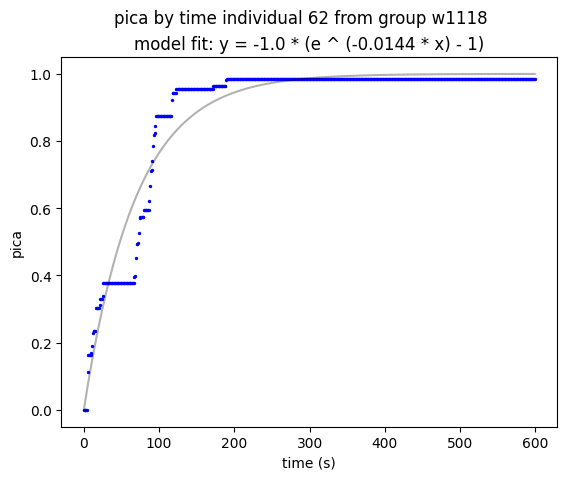 pica by time individual 62 from group w1118
model fit: y = -1.0 * (e ^ (-0.0144 * x) - 1)
1.0
0.8
0.6
0.4
0.2
0.0
pica
0 100 200 300 400 500 600
time (s)